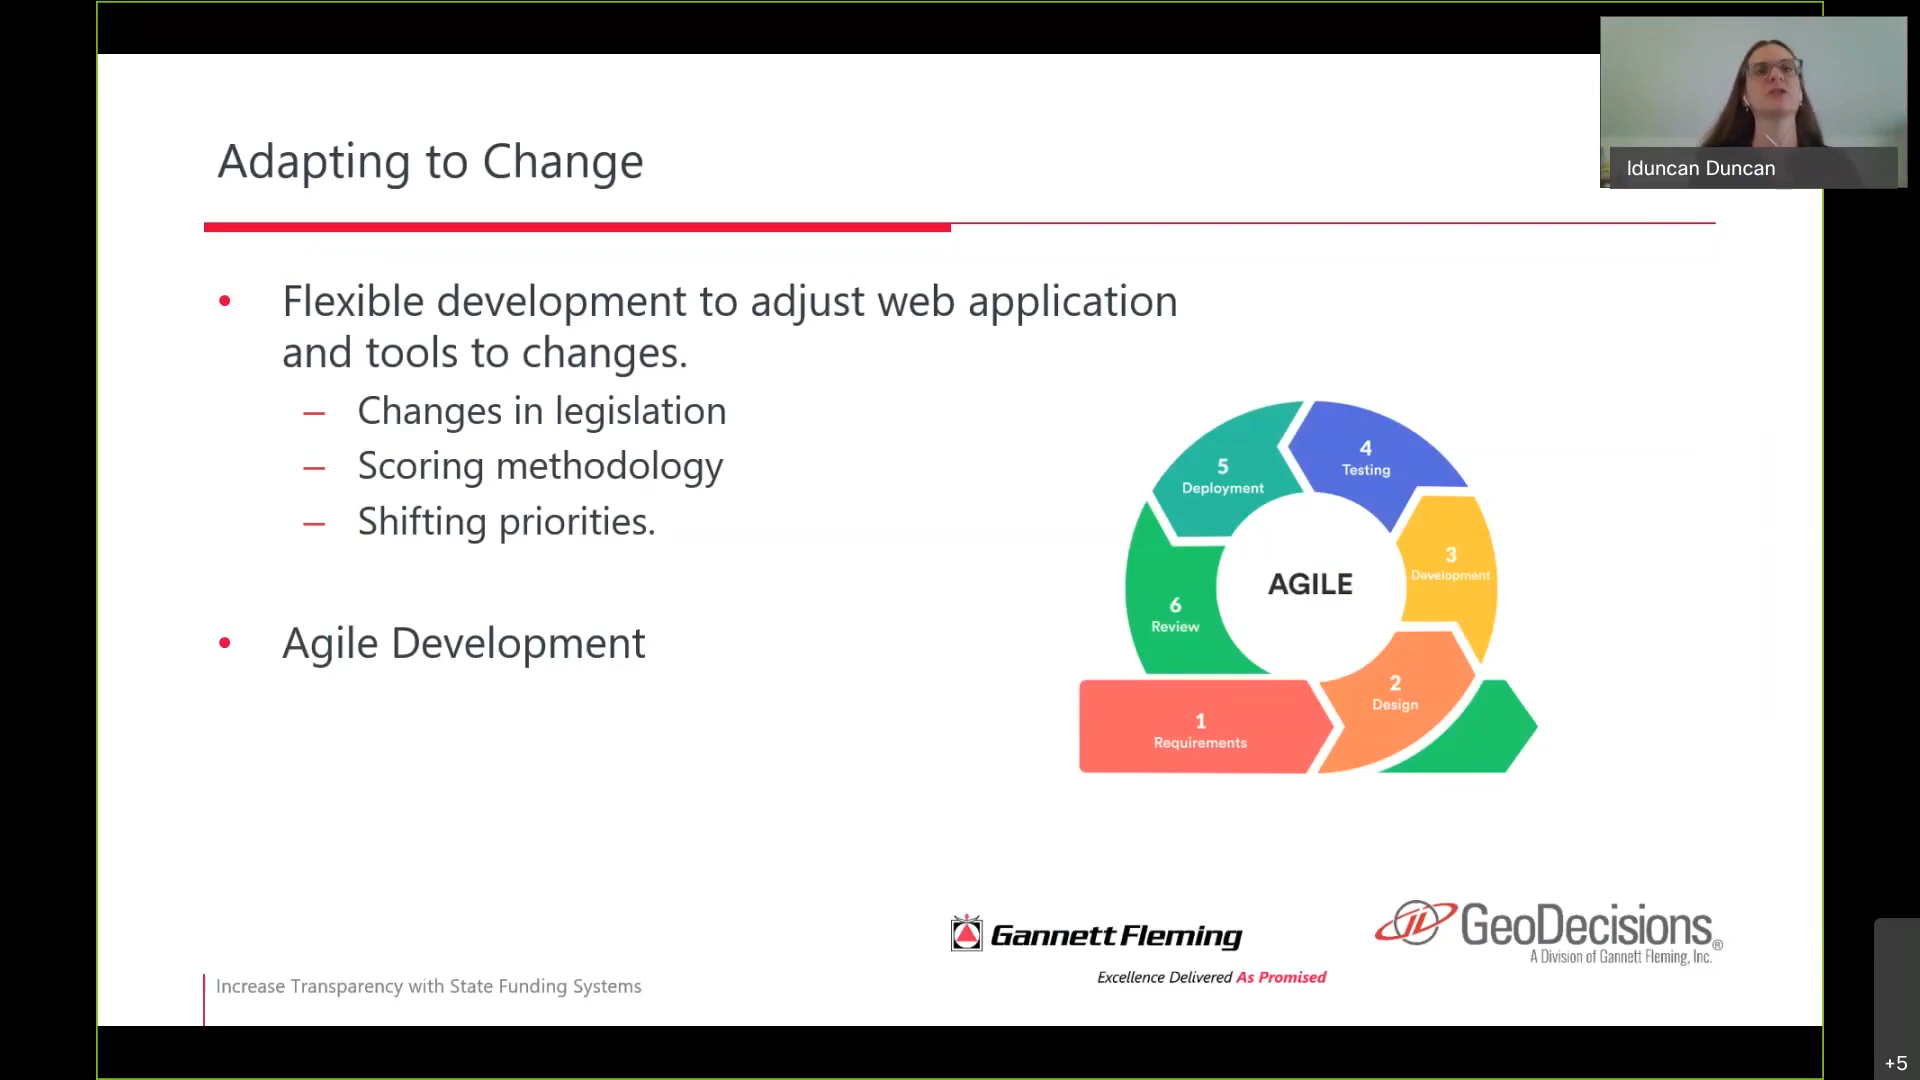 Iduncan Duncan
Adapting to Change
• Flexible development to adjust web application
and tools to changes.
– Changes in legislation
– Scoring methodology
– Shifting priorities.
• Agile Development
5
Deployment
4
Testing
3
Development
AGILE
6
Review
2
Design
1
Requirements
Gannett Fleming
Excellence Delivered As Promised
GeoDecisions®
A Division of Gannett Fleming, Inc.
Increase Transparency with State Funding Systems
+5